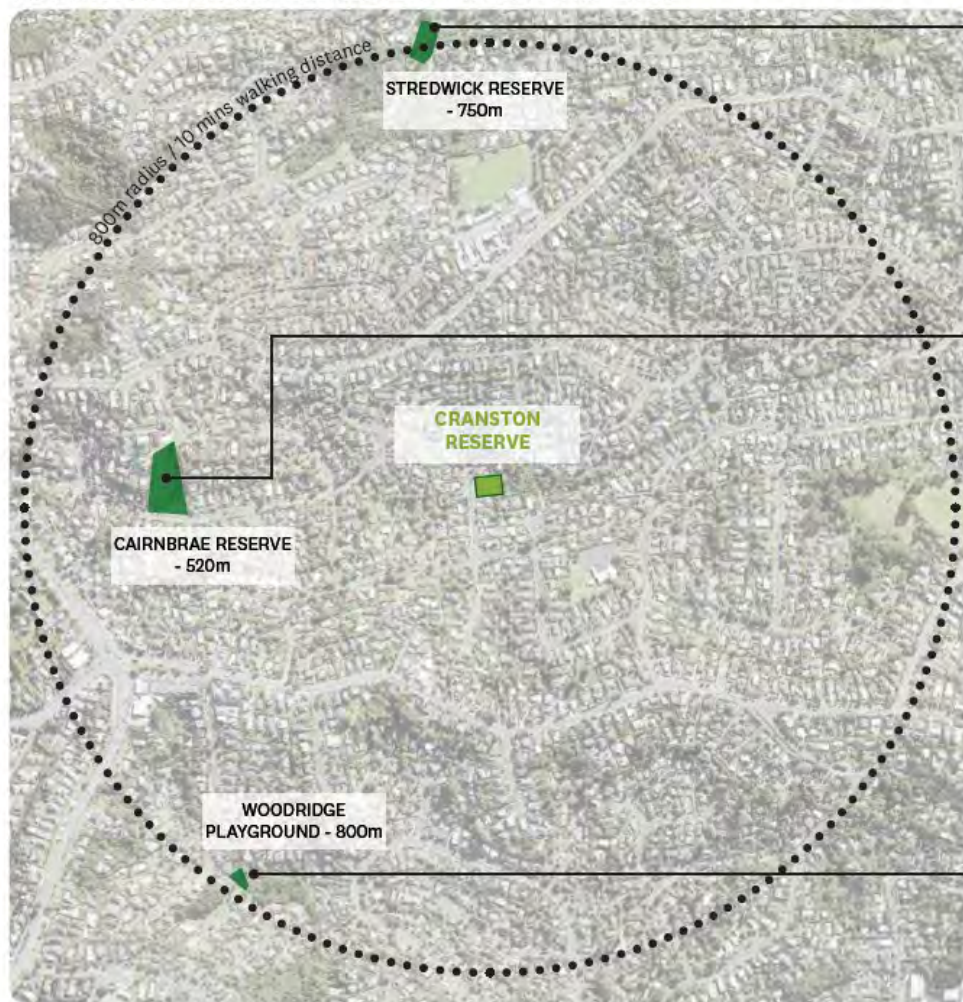 800m radius / 10 mins walking distance
STREDWICK RESERVE
- 750m
CRANSTON
RESERVE
CAIRNBRAE RESERVE
- 520m
WOODRIDGE
PLAYGROUND - 800m